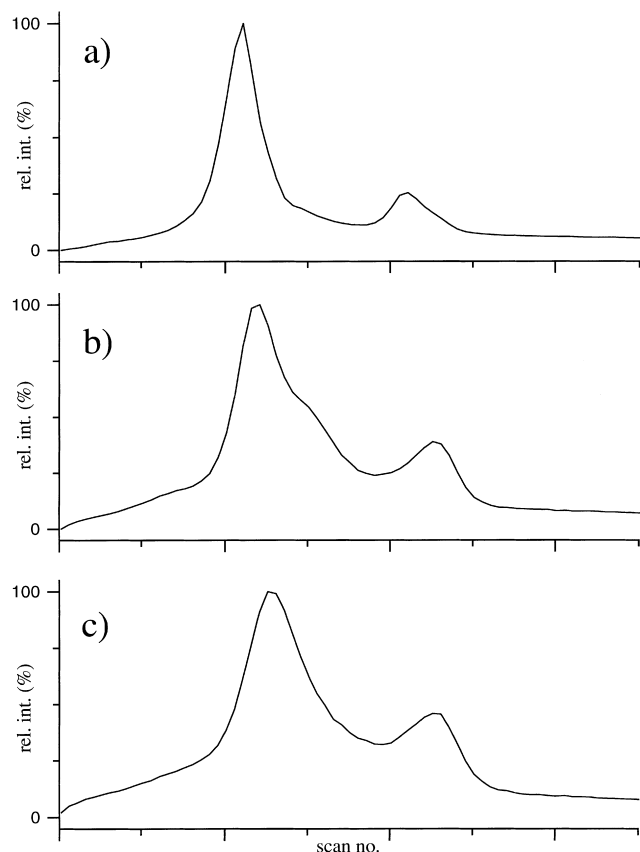 100
a)
rel. int. (%)
0
100
b)
rel. int. (%)
0
100
c)
rel. int. (%)
0
scan no.